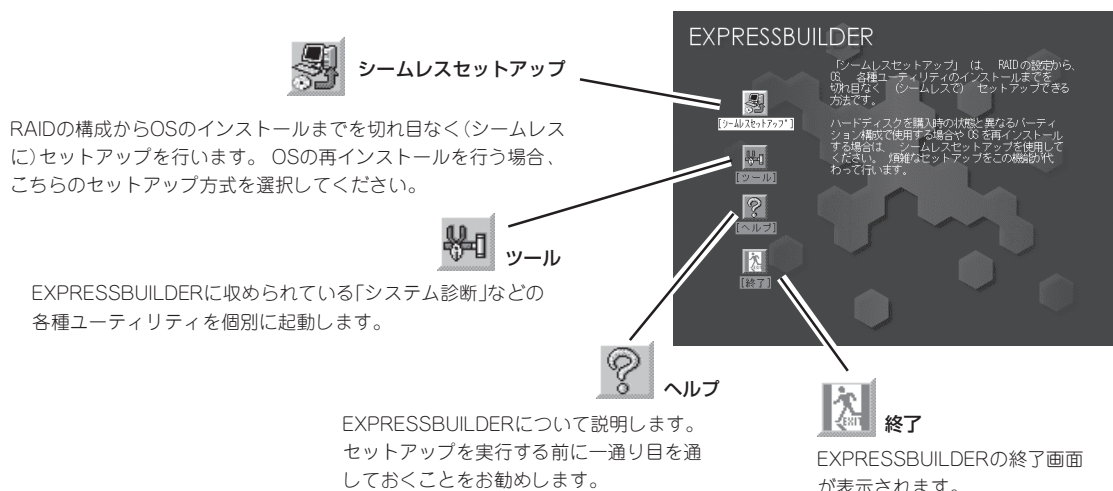 シームレスセットアップ
RAIDの構成からOSのインストールまでを切れ目なく（シームレス
に）セットアップを行います。 OSの再インストールを行う場合、
こちらのセットアップ方式を選択してください。
ツール
EXPRESSBUILDERに収められている「システム診断」などの
各種ユーティリティを個別に起動します。
ヘルプ
EXPRESSBUILDERについて説明します。
セットアップを実行する前に一通り目を通
しておくことをお勧めします。
EXIT
終了
EXPRESSBUILDERの終了画面
が表示されます。
EXPRESSBUILDER
「シームレスセットアップ」 は、 RAIDの設定から、
OS、 各種ユーティリティのインストールまでを
切れ目なく （シームレスで） セットアップできる
方法です。
ハードディスクを購入時の状態と異なるパーティ
ション構成で使用する場合や OS を再インストール
する場合は、 シームレスセットアップを使用して
ください。 煩雑なセットアップをこの機能が代
わって行います。
[シームレスセットアップ]
[ツール]
[ヘルプ]
[終了]